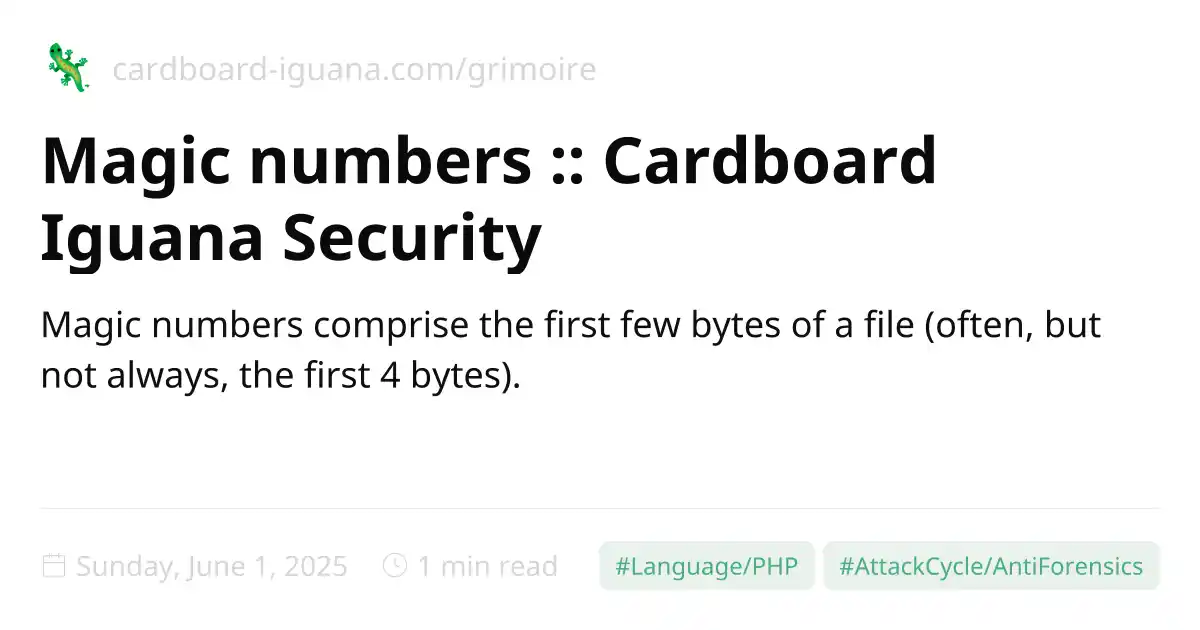 cardboard-iguana.com/grimoire
Magic numbers :: Cardboard
Iguana Security
Magic numbers comprise the first few bytes of a file (often, but
not always, the first 4 bytes).
Sunday, June 1, 2025 1 min read #Language/PHP #AttackCycle/AntiForensics